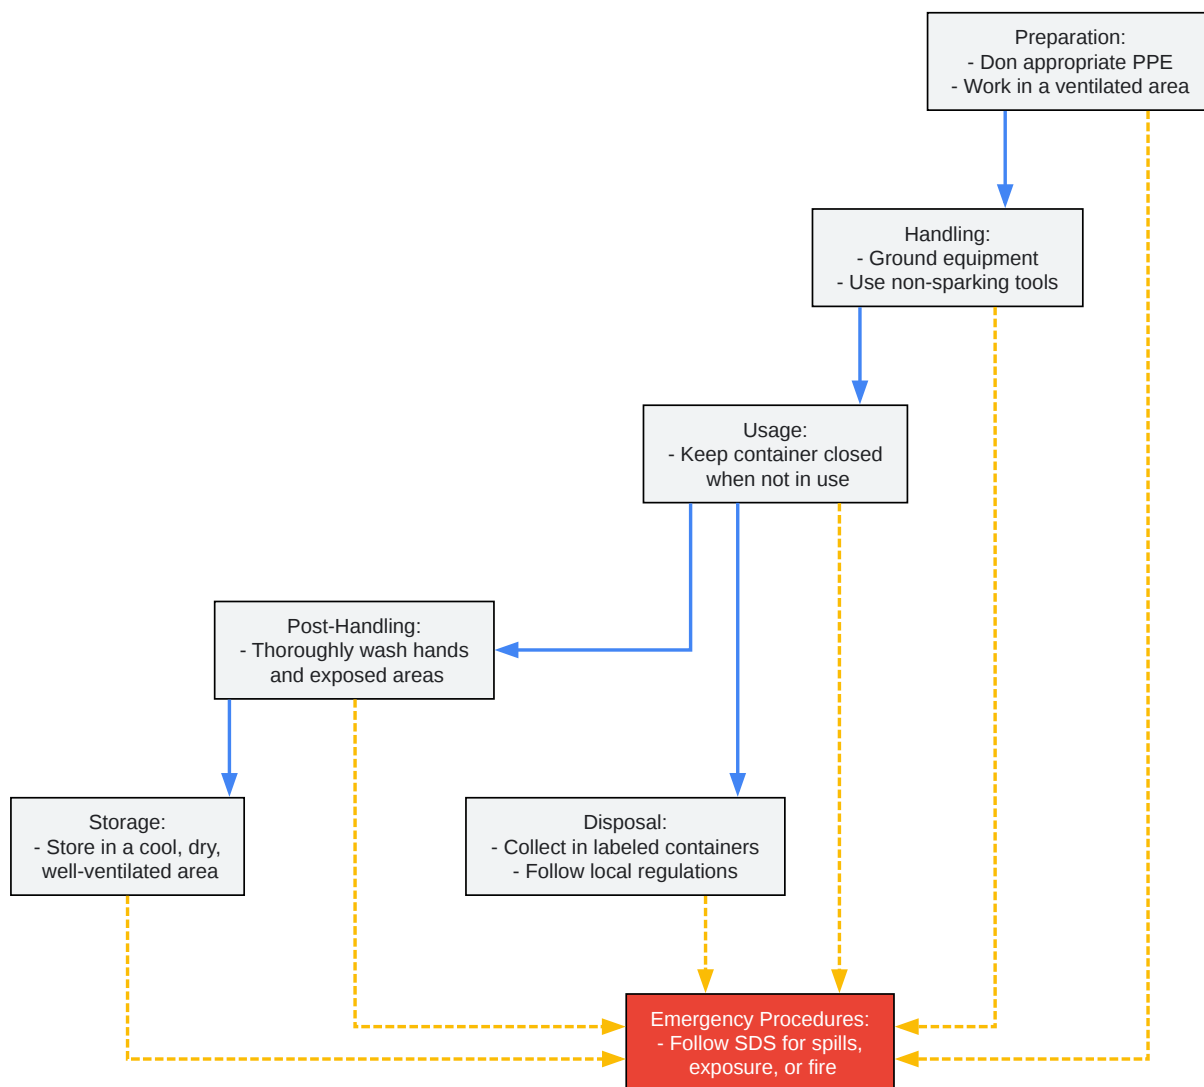 Preparation:
- Don appropriate PPE
- Work in a ventilated area
Handling:
- Ground equipment
- Use non-sparking tools
Usage:
- Keep container closed
when not in use
Post-Handling:
- Thoroughly wash hands
and exposed areas
Storage:
- Store in a cool, dry,
well-ventilated area
Disposal:
- Collect in labeled containers
- Follow local regulations
Emergency Procedures:
- Follow SDS for spills,
exposure, or fire